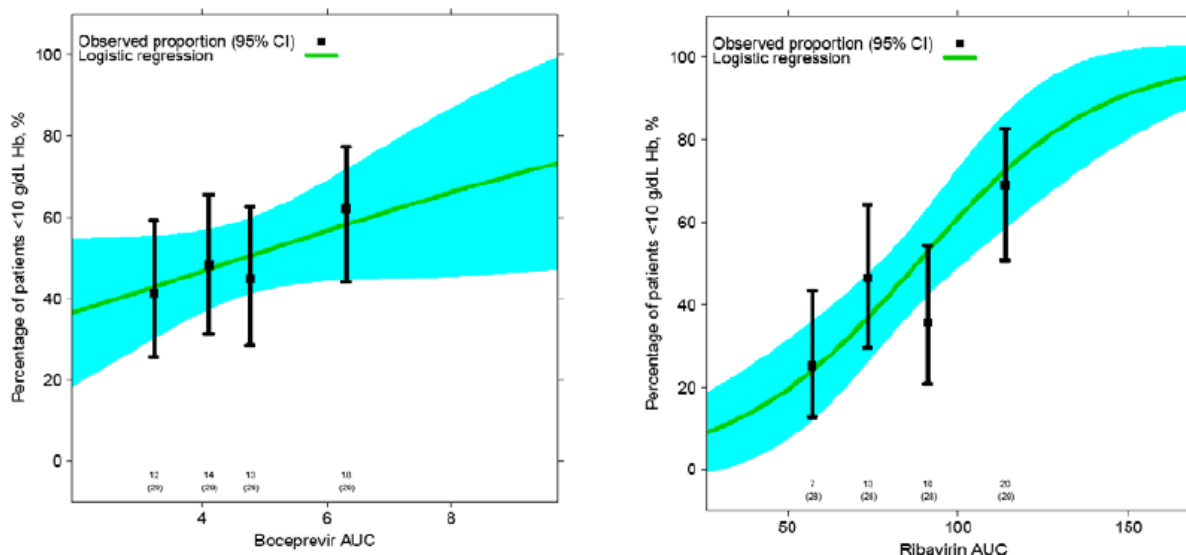 Observed proportion (95% CI)
Logistic regression
Percentage of patients <10 g/dL Hb, %
100
80
60
40
20
0
12 14 13 18
(29) (29) (29) (29)
4 6 8
Boceprevir AUC
Observed proportion (95% CI)
Logistic regression
Percentage of patients <10 g/dL Hb, %
100
80
60
40
20
0
7 13 10 20
(28) (28) (28) (29)
50 100 150
Ribavirin AUC